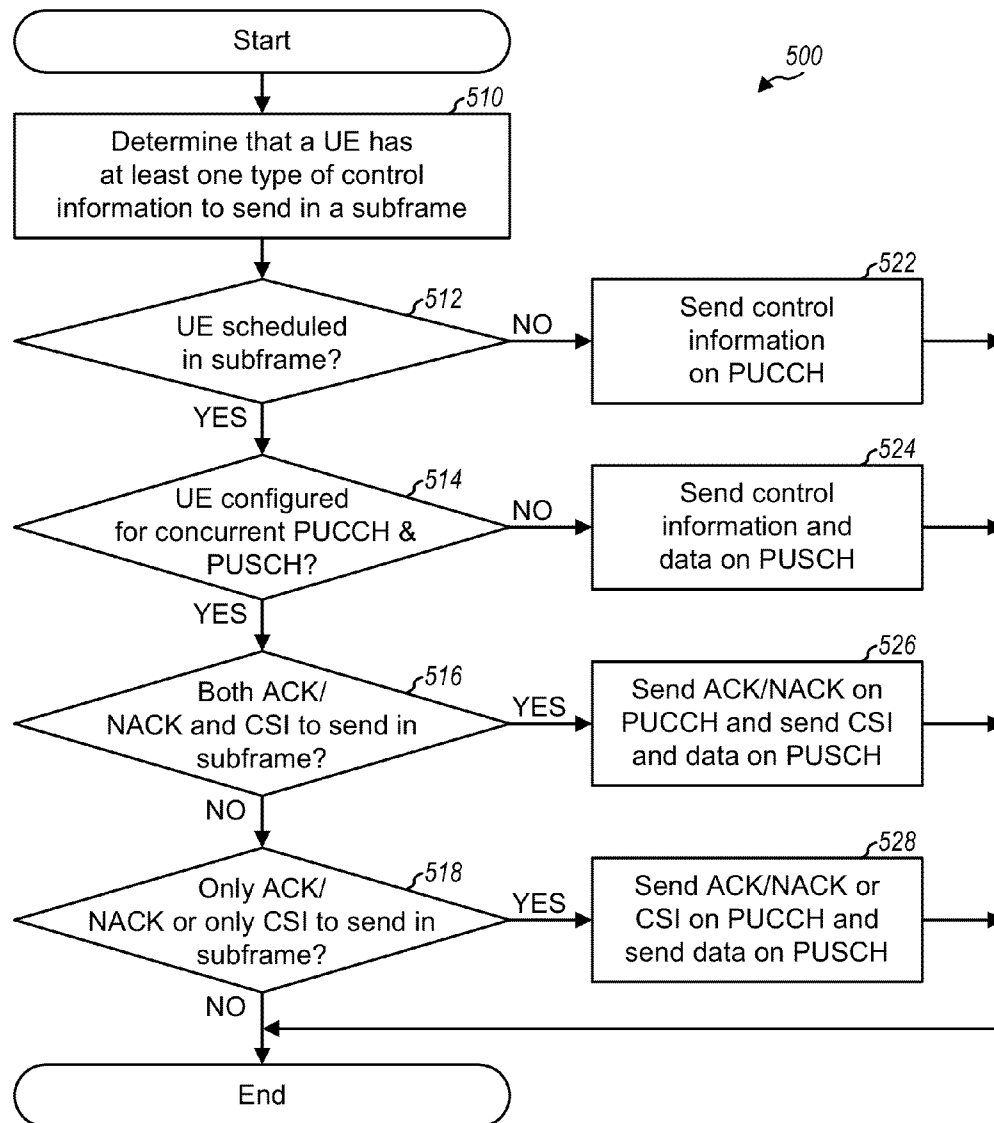 Start
500
510
Determine that a UE has
at least one type of control
information to send in a subframe
512
UE scheduled
in subframe?
NO
YES
522
Send control
information
on PUCCH
514
UE configured
for concurrent PUCCH &
PUSCH?
NO
YES
524
Send control
information and
data on PUSCH
516
Both ACK/
NACK and CSI to send in
subframe?
YES
NO
526
Send ACK/NACK on
PUCCH and send CSI
and data on PUSCH
518
Only ACK/
NACK or only CSI to send in
subframe?
YES
NO
528
Send ACK/NACK or
CSI on PUCCH and
send data on PUSCH
End